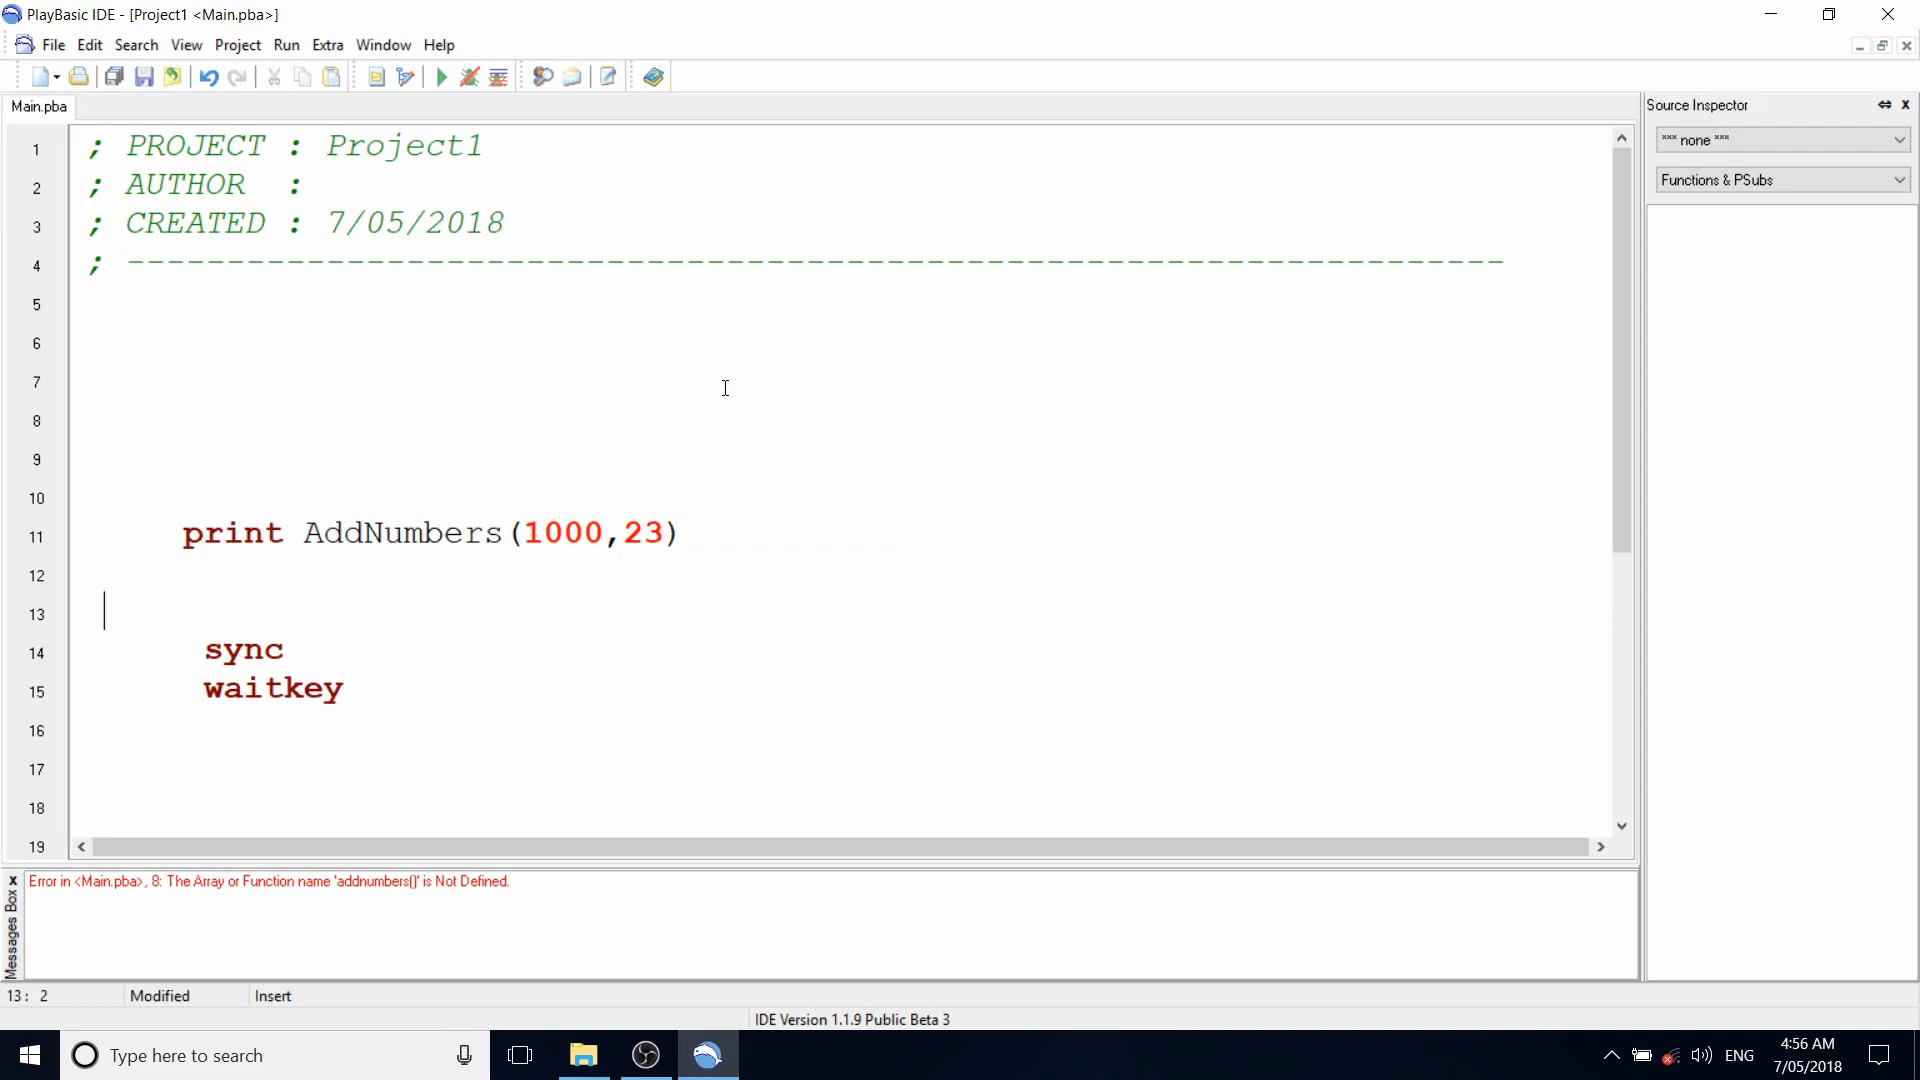 PlayBasic IDE - [Project1 <Main.pba>]
File Edit Search View Project Run Extra Window Help
Main.pba
Source Inspector
*** none ***
Functions & PSubs
1 ; PROJECT : Project1
2 ; AUTHOR :
3 ; CREATED : 7/05/2018
4 ; ---------------------------------------------------------------------
5
6
7
8
9
10
11 print AddNumbers(1000,23)
12
13
14 sync
15 waitkey
16
17
18
19
Messages Box
Error in <Main.pba>, 8: The Array or Function name 'addnumbers()' is Not Defined.
13: 2 Modified Insert
IDE Version 1.1.9 Public Beta 3
Type here to search
ENG
4:56 AM
7/05/2018